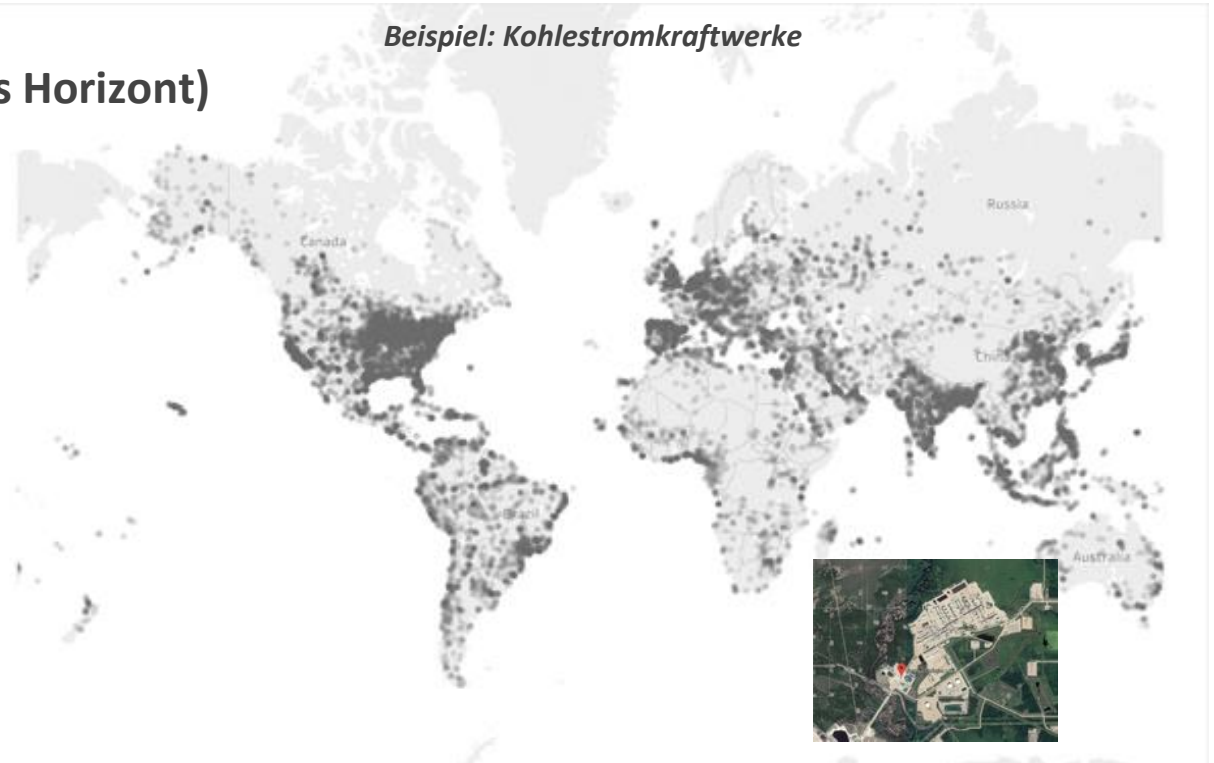 Beispiel: Kohlestromkraftwerke
s Horizont)
Russia
Canada
China
Brazil
Australia